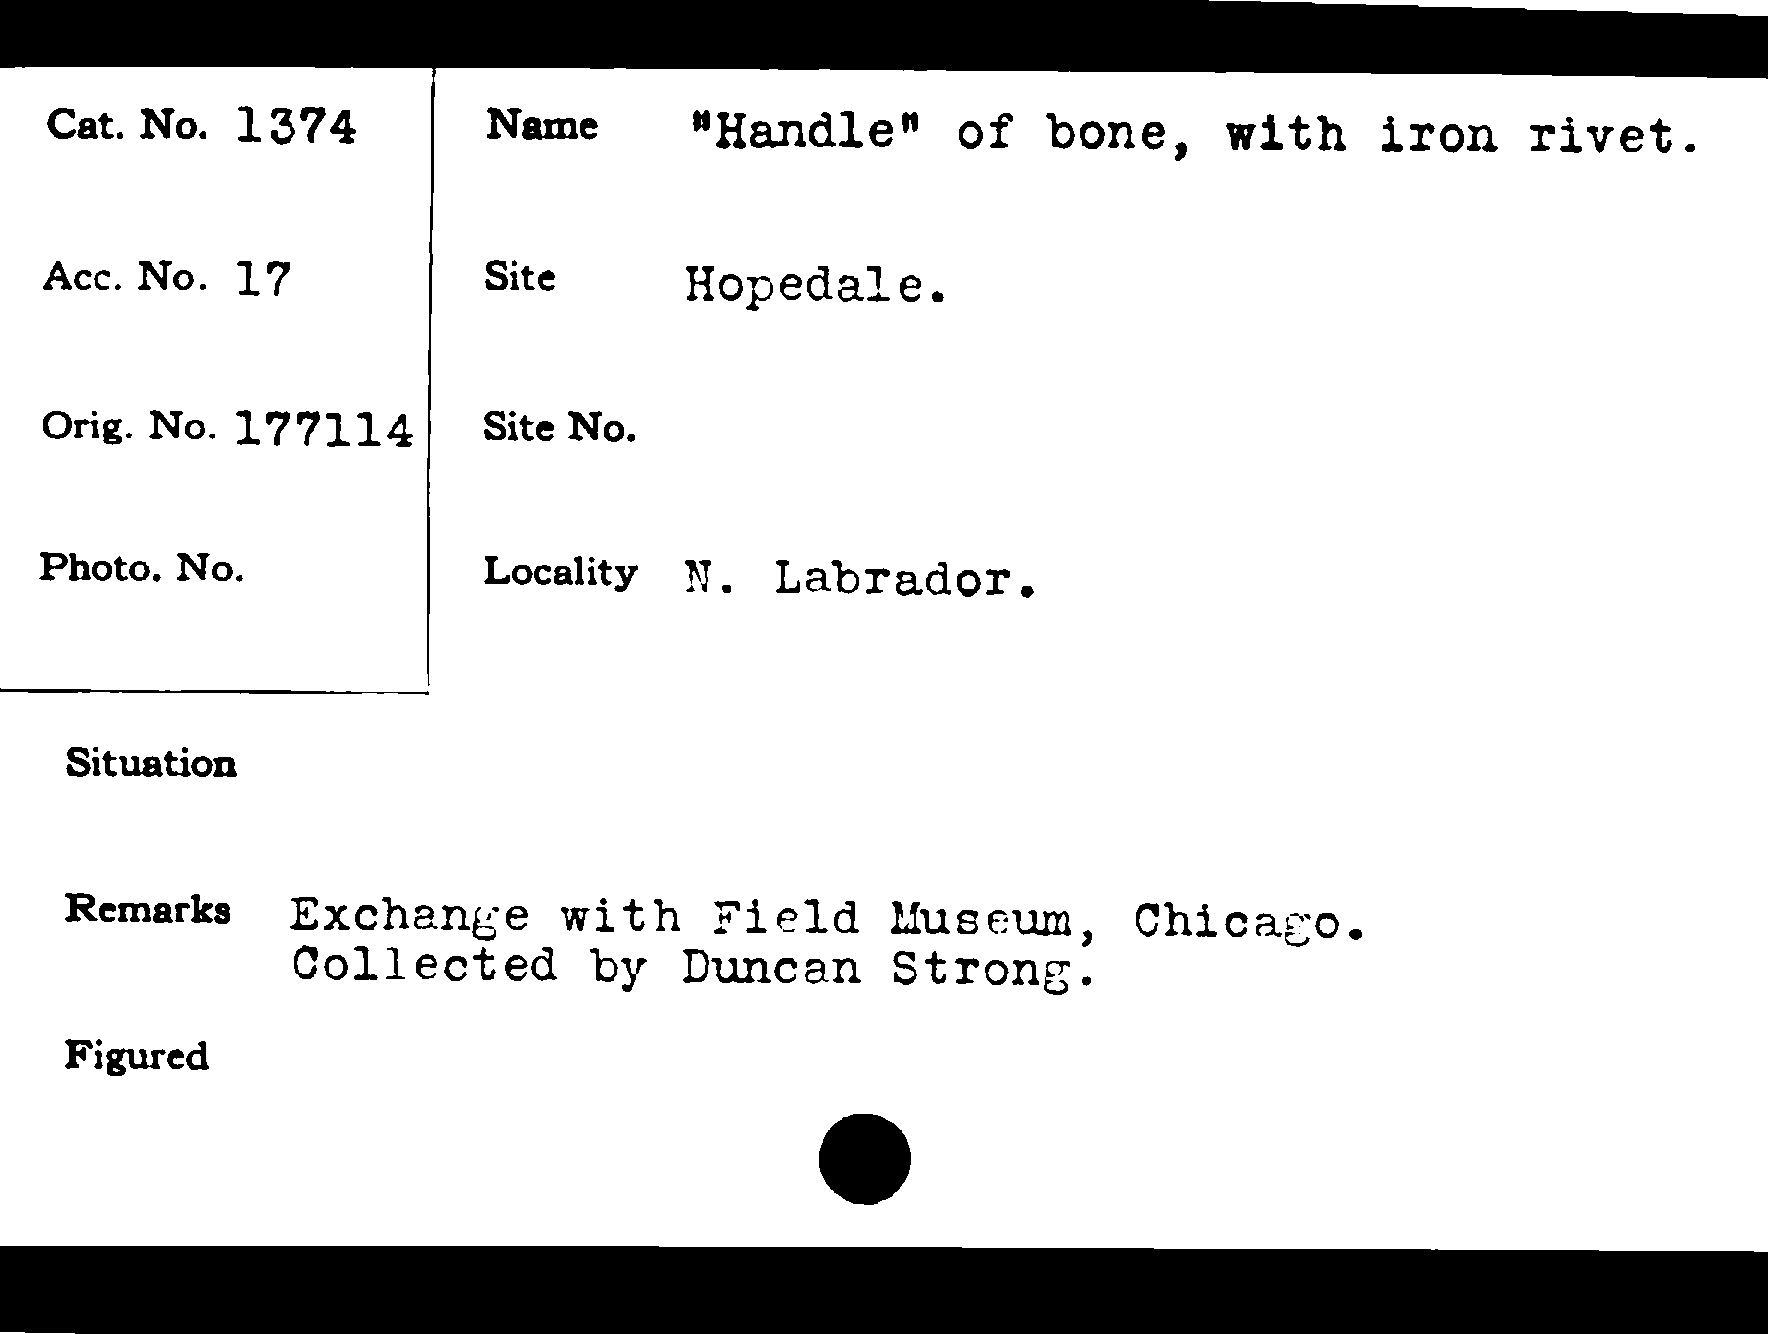 Cat. No. 1374
Acc. No. 17
Orig. No. 177114
Photo. No.
Name "Handle" of bone, with iron rivet.
Site Hopedale.
Site No.
Locality N. Labrador.
Situation
Remarks Exchange with Field Museum, Chicago.
Collected by Duncan Strong.
Figured